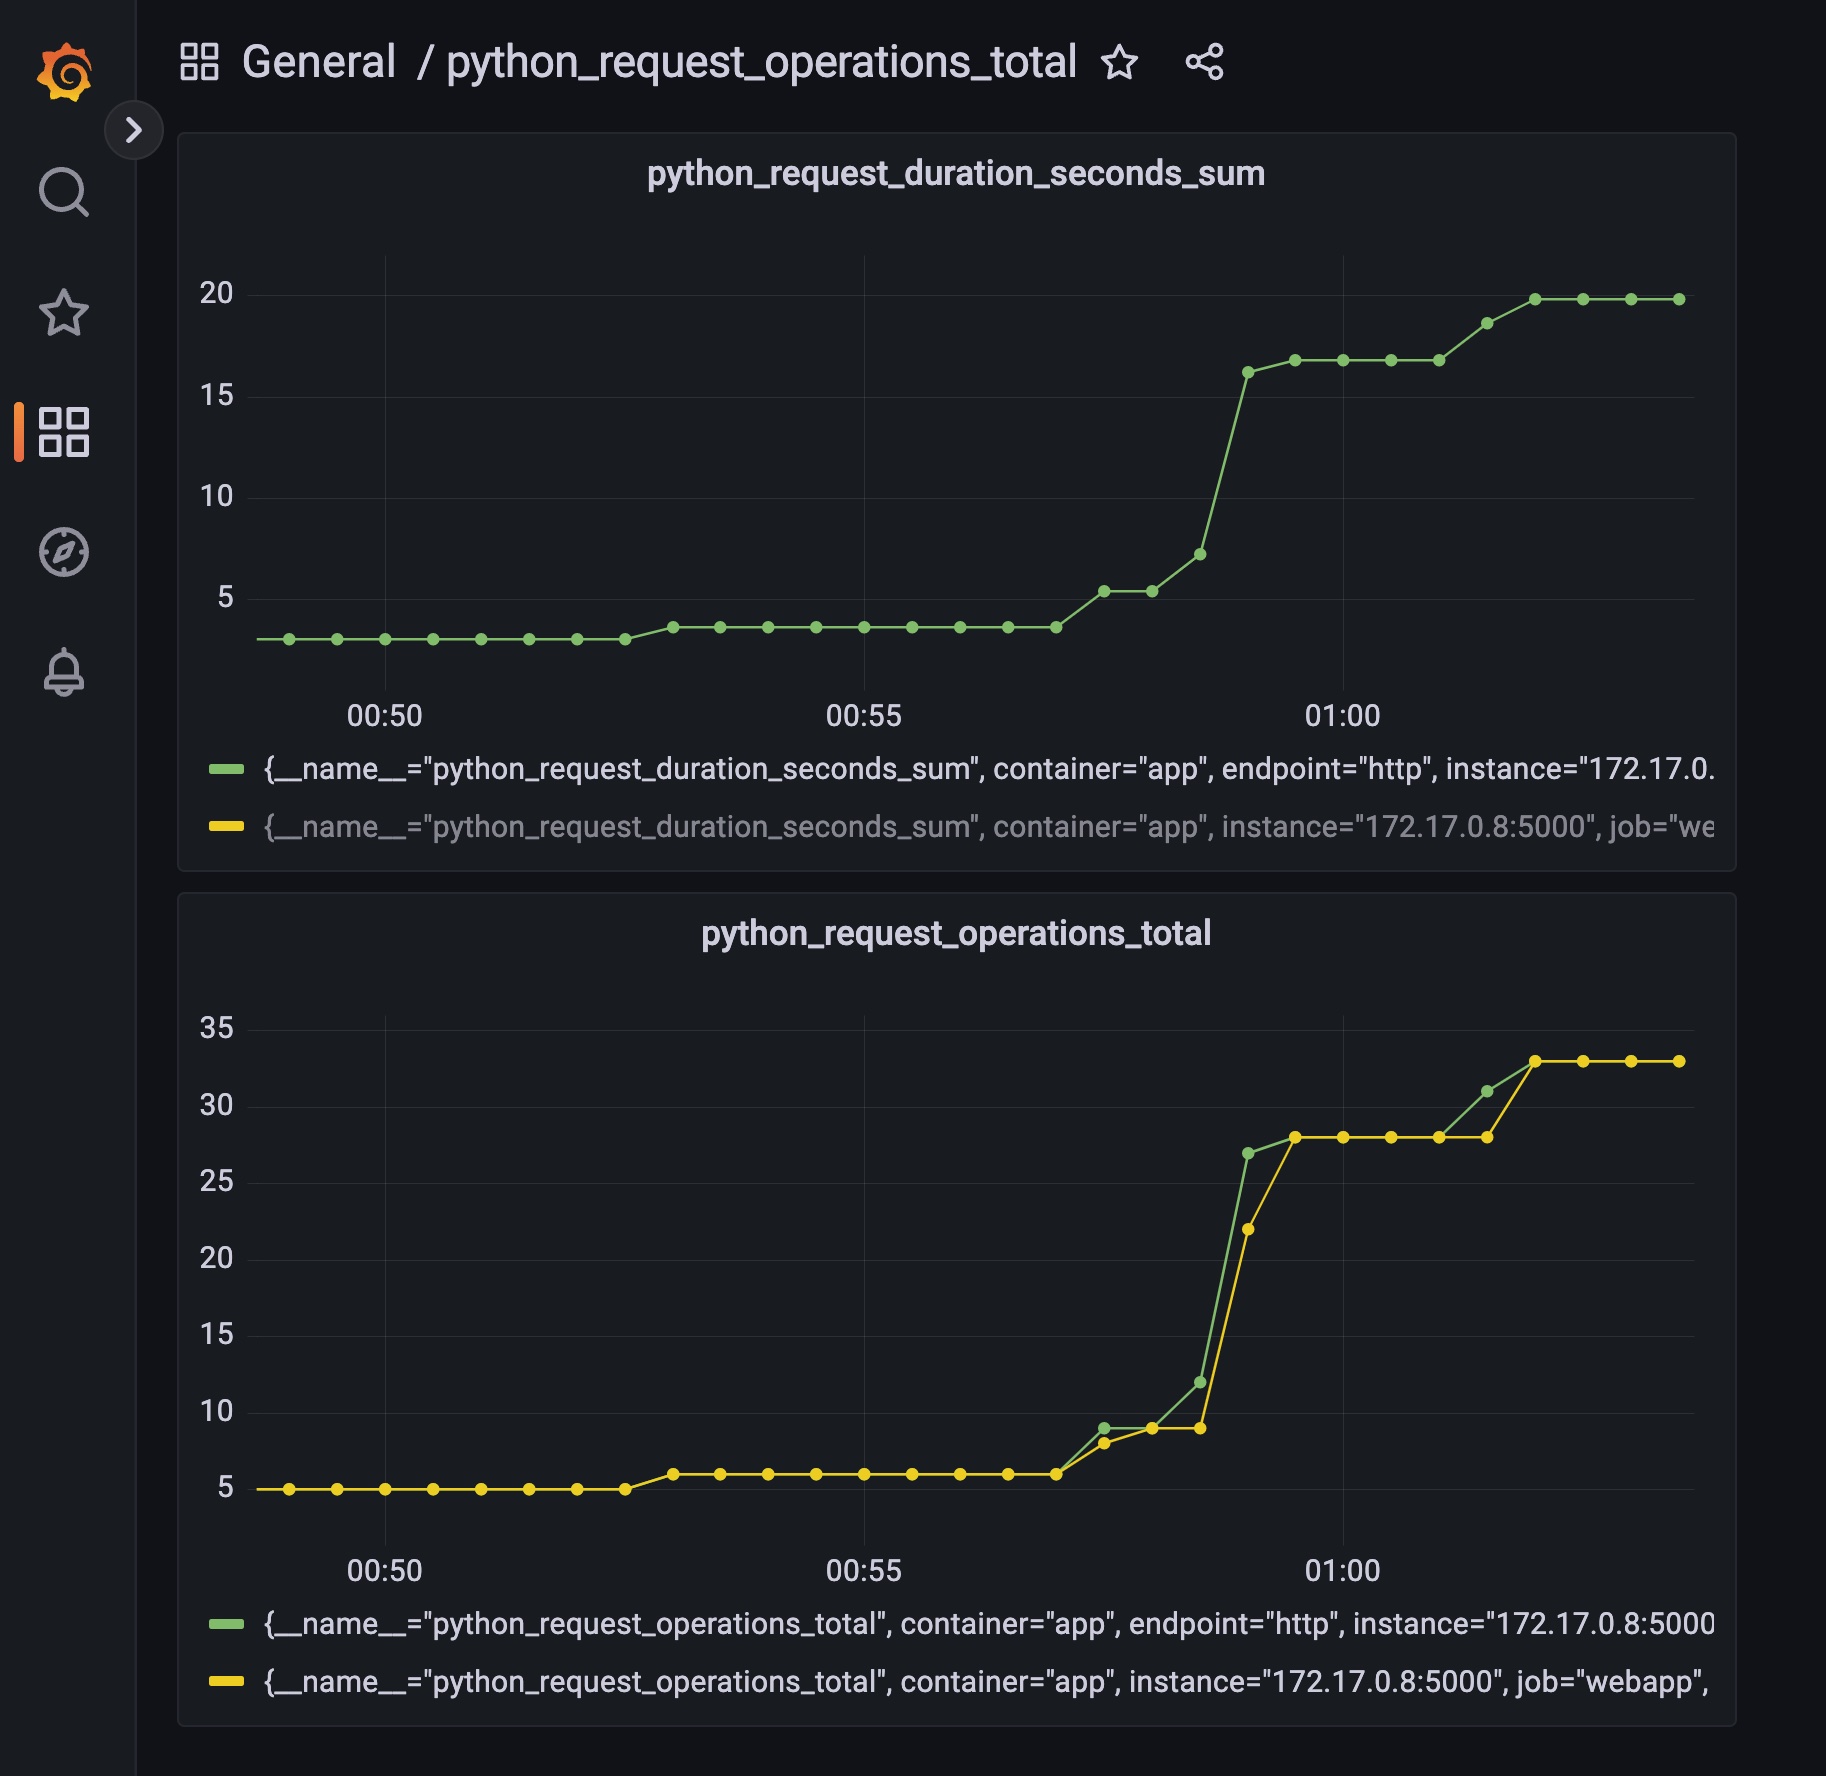 General / python_request_operations_total
python_request_duration_seconds_sum
20
15
10
5
00:50 00:55 01:00
{__name__="python_request_duration_seconds_sum", container="app", endpoint="http", instance="172.17.0.
{__name__="python_request_duration_seconds_sum", container="app", instance="172.17.0.8:5000", job="we
python_request_operations_total
35
30
25
20
15
10
5
00:50 00:55 01:00
{__name__="python_request_operations_total", container="app", endpoint="http", instance="172.17.0.8:5000
{__name__="python_request_operations_total", container="app", instance="172.17.0.8:5000", job="webapp",